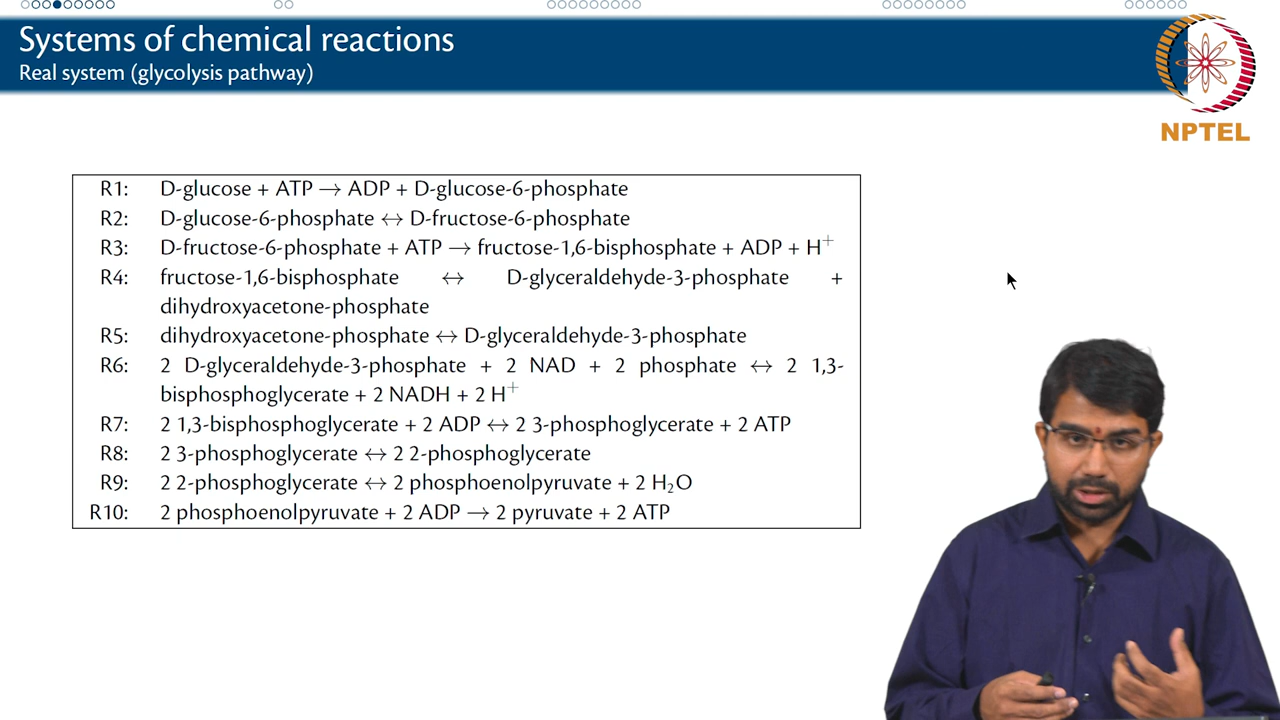 Systems of chemical reactions
Real system (glycolysis pathway)
NPTEL
R1: D-glucose + ATP → ADP + D-glucose-6-phosphate
R2: D-glucose-6-phosphate ↔ D-fructose-6-phosphate
R3: D-fructose-6-phosphate + ATP → fructose-1,6-bisphosphate + ADP + H⁺
R4: fructose-1,6-bisphosphate ↔ D-glyceraldehyde-3-phosphate +
dihydroxyacetone-phosphate
R5: dihydroxyacetone-phosphate ↔ D-glyceraldehyde-3-phosphate
R6: 2 D-glyceraldehyde-3-phosphate + 2 NAD + 2 phosphate ↔ 2 1,3-
bisphosphoglycerate + 2 NADH + 2 H⁺
R7: 2 1,3-bisphosphoglycerate + 2 ADP ↔ 2 3-phosphoglycerate + 2 ATP
R8: 2 3-phosphoglycerate ↔ 2 2-phosphoglycerate
R9: 2 2-phosphoglycerate ↔ 2 phosphoenolpyruvate + 2 H₂O
R10: 2 phosphoenolpyruvate + 2 ADP → 2 pyruvate + 2 ATP